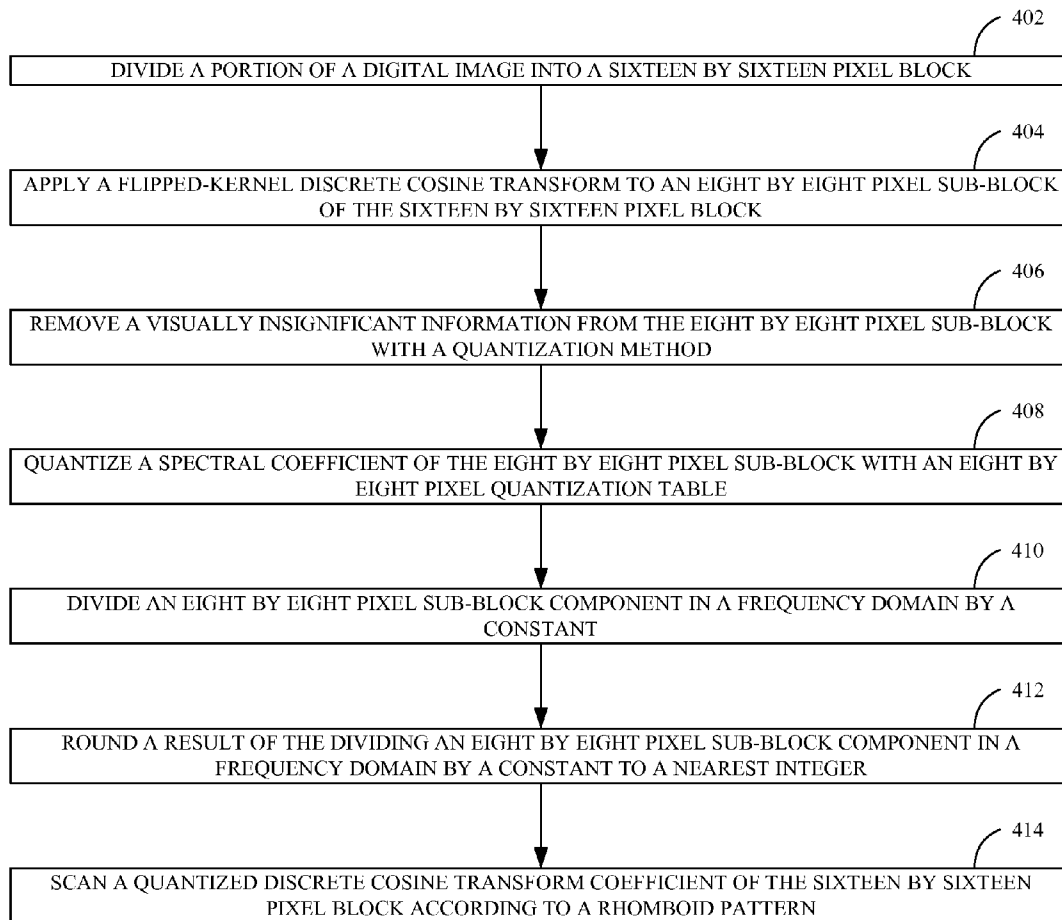 402
DIVIDE A PORTION OF A DIGITAL IMAGE INTO A SIXTEEN BY SIXTEEN PIXEL BLOCK
404
APPLY A FLIPPED-KERNEL DISCRETE COSINE TRANSFORM TO AN EIGHT BY EIGHT PIXEL SUB-BLOCK
OF THE SIXTEEN BY SIXTEEN PIXEL BLOCK
406
REMOVE A VISUALLY INSIGNIFICANT INFORMATION FROM THE EIGHT BY EIGHT PIXEL SUB-BLOCK
WITH A QUANTIZATION METHOD
408
QUANTIZE A SPECTRAL COEFFICIENT OF THE EIGHT BY EIGHT PIXEL SUB-BLOCK WITH AN EIGHT BY
EIGHT PIXEL QUANTIZATION TABLE
410
DIVIDE AN EIGHT BY EIGHT PIXEL SUB-BLOCK COMPONENT IN A FREQUENCY DOMAIN BY A
CONSTANT
412
ROUND A RESULT OF THE DIVIDING AN EIGHT BY EIGHT PIXEL SUB-BLOCK COMPONENT IN A
FREQUENCY DOMAIN BY A CONSTANT TO A NEAREST INTEGER
414
SCAN A QUANTIZED DISCRETE COSINE TRANSFORM COEFFICIENT OF THE SIXTEEN BY SIXTEEN
PIXEL BLOCK ACCORDING TO A RHOMBOID PATTERN